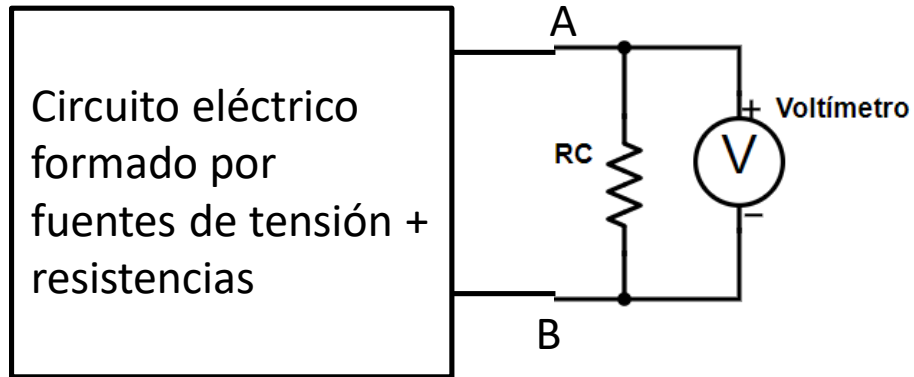 A
Circuito eléctrico
formado por
fuentes de tensión +
resistencias
RC
+ Voltímetro
V
−
B